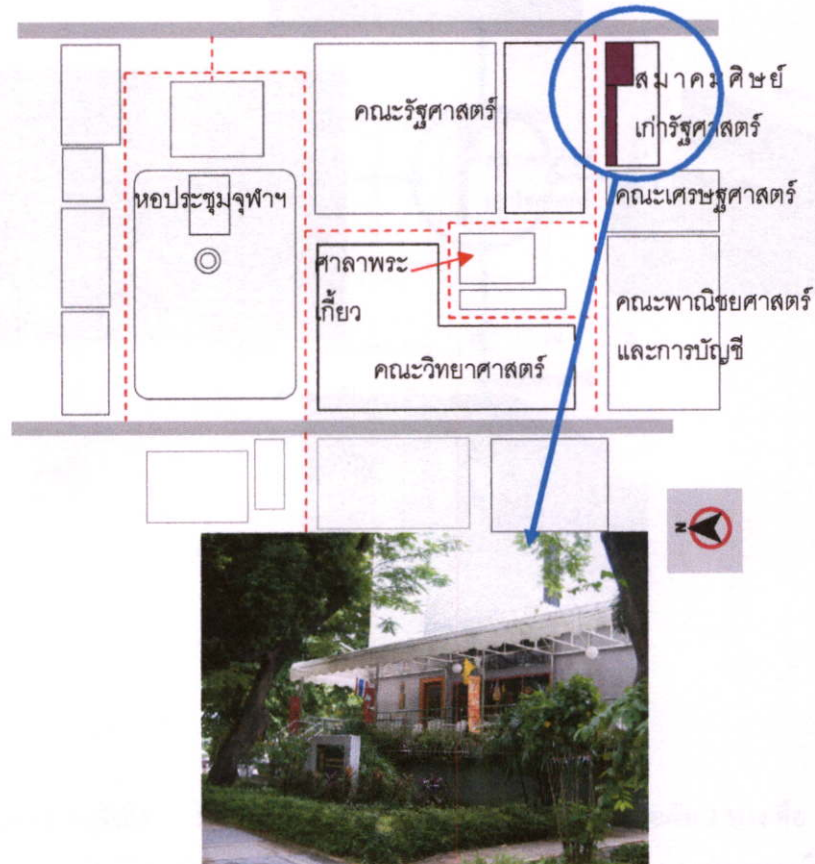 สมาคมศิษย์
เก่ารัฐศาสตร์
คณะรัฐศาสตร์
หอประชุมจุฬาฯ
คณะเศรษฐศาสตร์
ศาลาพระ
เกี้ยว
คณะพาณิชยศาสตร์
และการบัญชี
คณะวิทยาศาสตร์
N